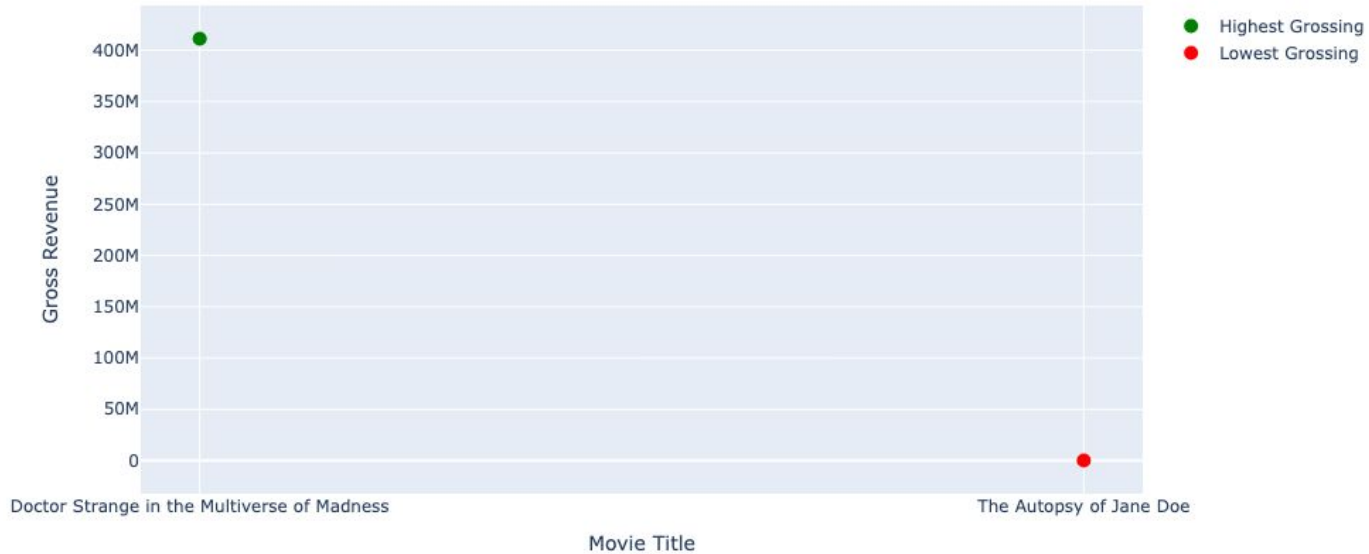 Highest Grossing
Lowest Grossing
Gross Revenue
400M
350M
300M
250M
200M
150M
100M
50M
0
Doctor Strange in the Multiverse of Madness
The Autopsy of Jane Doe
Movie Title